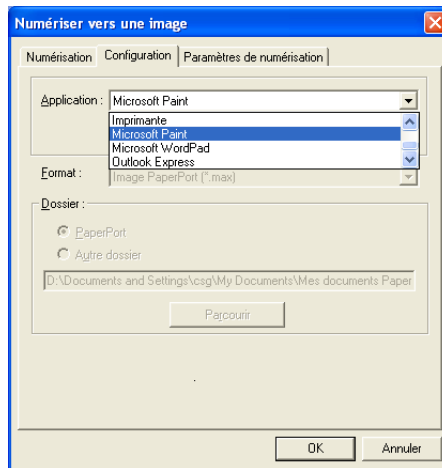 Numériser vers une image
Numérisation Configuration Paramètres de numérisation
Application : Microsoft Paint
Imprimante
Microsoft Paint
Microsoft WordPad
Outlook Express
Format : Image PaperPort (*.max)
Dossier :
PaperPort
Autre dossier
D:\Documents and Settings\csg\My Documents\Mes documents Paper
Parcourir
OK Annuler